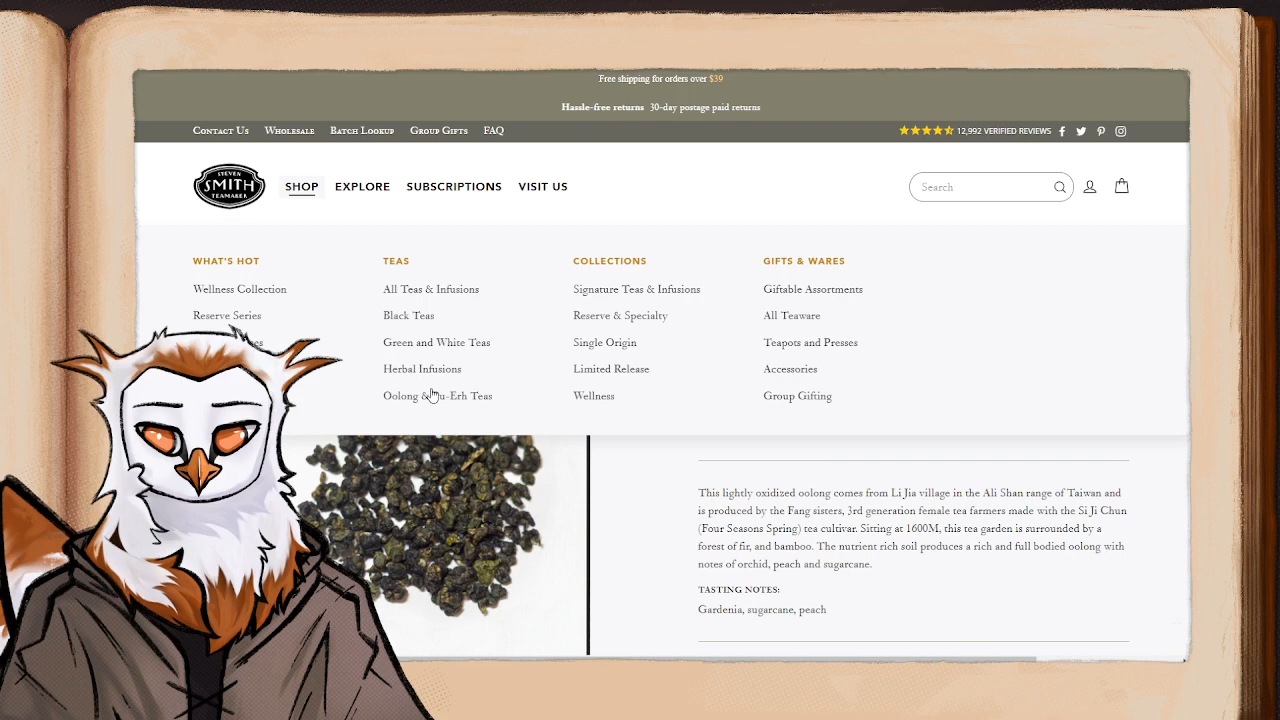 Free shipping for orders over $39
Hassle-free returns 30-day postage paid returns
Contact Us Wholesale Batch Lookup Group Gifts FAQ
12,992 VERIFIED REVIEWS
STEVEN
SMITH
TEAMAKER
SHOP EXPLORE SUBSCRIPTIONS VISIT US
Search
WHAT'S HOT
Wellness Collection
Reserve Series
TEAS
All Teas & Infusions
Black Teas
Green and White Teas
Herbal Infusions
Oolong & Pu-Erh Teas
COLLECTIONS
Signature Teas & Infusions
Reserve & Specialty
Single Origin
Limited Release
Wellness
GIFTS & WARES
Giftable Assortments
All Teaware
Teapots and Presses
Accessories
Group Gifting
This lightly oxidized oolong comes from Li Jia village in the Ali Shan range of Taiwan and
is produced by the Fang sisters, 3rd generation female tea farmers made with the Si Ji Chun
(Four Seasons Spring) tea cultivar. Sitting at 1600M, this tea garden is surrounded by a
forest of fir, and bamboo. The nutrient rich soil produces a rich and full bodied oolong with
notes of orchid, peach and sugarcane.
TASTING NOTES:
Gardenia, sugarcane, peach